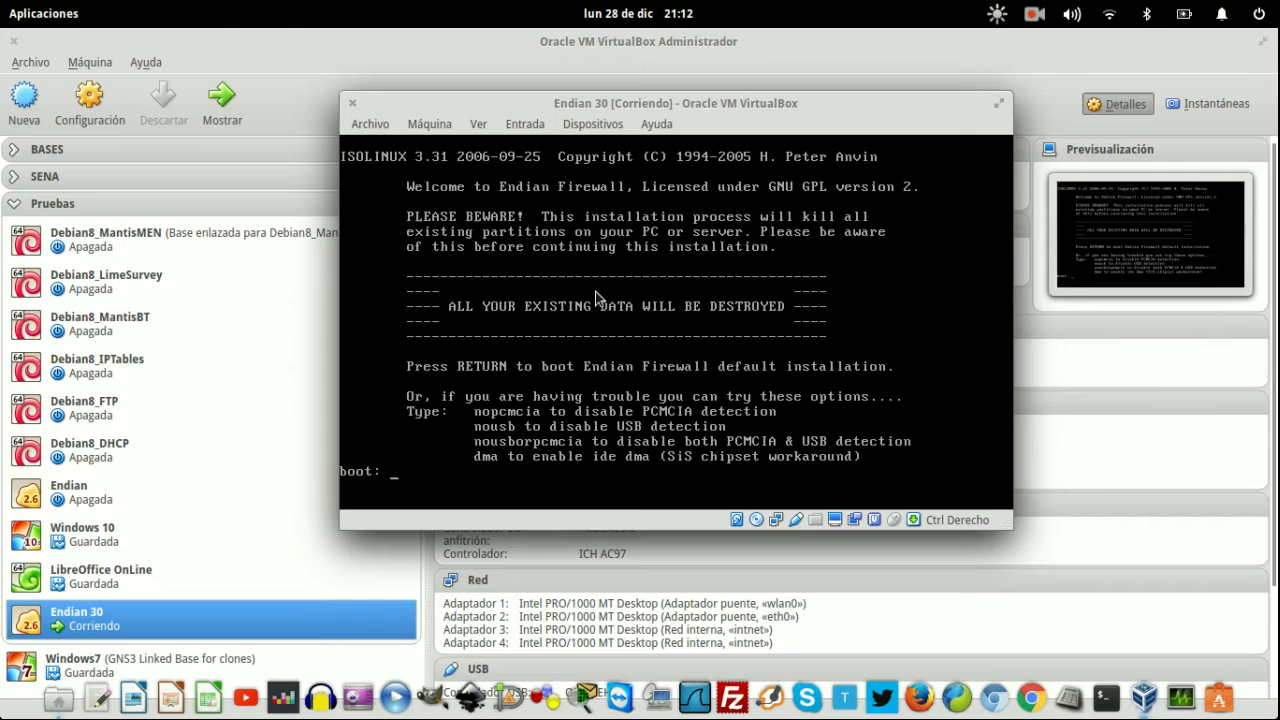 Aplicaciones
lun 28 de dic 21:12
Oracle VM VirtualBox Administrador
Archivo Máquina Ayuda
Nueva Configuración Descartar Mostrar
Detalles Instantáneas
BASES
SENA
Pruebas
Debian8_MantisMEN (Base enlazada para Debian8_Man
Apagada
Debian8_LimeSurvey
Apagada
Debian8_MantisBT
Apagada
Debian8_IPTables
Apagada
Debian8_FTP
Apagada
Debian8_DHCP
Apagada
Endian
Apagada
Windows 10
Guardada
LibreOffice OnLine
Guardada
Endian 30
Corriendo
Windows7 (GNS3 Linked Base for clones)
Guardada
Endian 30 [Corriendo] - Oracle VM VirtualBox
Archivo Máquina Ver Entrada Dispositivos Ayuda
ISOLINUX 3.31 2006-09-25 Copyright (C) 1994-2005 H. Peter Anvin
Welcome to Endian Firewall, Licensed under GNU GPL version 2.
PLEASE BEWARE! This installation process will kill all
existing partitions on your PC or server. Please be aware
of this before continuing this installation.
--------------------------------------------------
---- ----
---- ALL YOUR EXISTING DATA WILL BE DESTROYED ----
---- ----
--------------------------------------------------
Press RETURN to boot Endian Firewall default installation.
Or, if you are having trouble you can try these options....
Type: nopcmcia to disable PCMCIA detection
nousb to disable USB detection
nousborpcmcia to disable both PCMCIA & USB detection
dma to enable ide dma (SiS chipset workaround)
boot: _
Ctrl Derecho
Previsualización
anfitrión:
Controlador: ICH AC97
Red
Adaptador 1: Intel PRO/1000 MT Desktop (Adaptador puente, «wlan0»)
Adaptador 2: Intel PRO/1000 MT Desktop (Adaptador puente, «eth0»)
Adaptador 3: Intel PRO/1000 MT Desktop (Red interna, «intnet»)
Adaptador 4: Intel PRO/1000 MT Desktop (Red interna, «intnet»)
USB